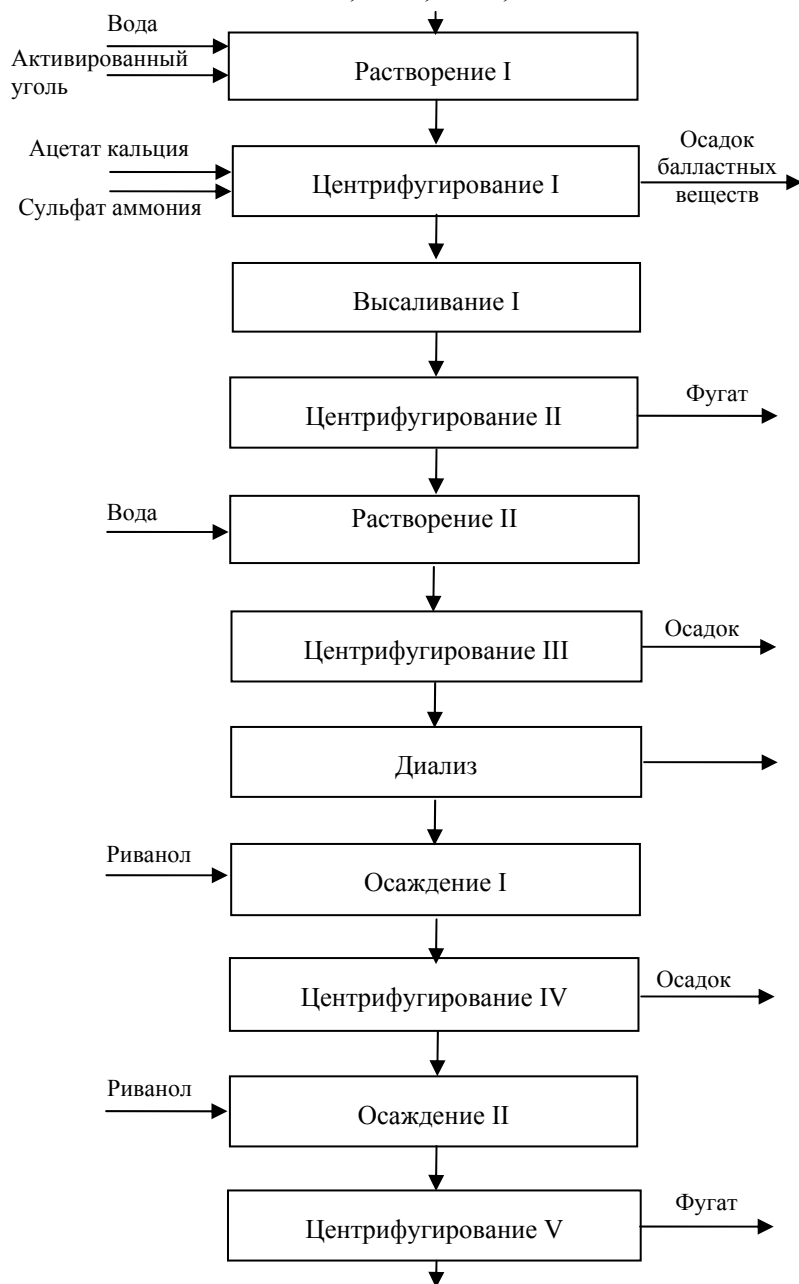 Вода
Активированный
уголь
Растворение I
Ацетат кальция
Сульфат аммония
Центрифугирование I
Осадок
балластных
веществ
Высаливание I
Центрифугирование II
Фугат
Вода
Растворение II
Центрифугирование III
Осадок
Диализ
Риванол
Осаждение I
Центрифугирование IV
Осадок
Риванол
Осаждение II
Центрифугирование V
Фугат